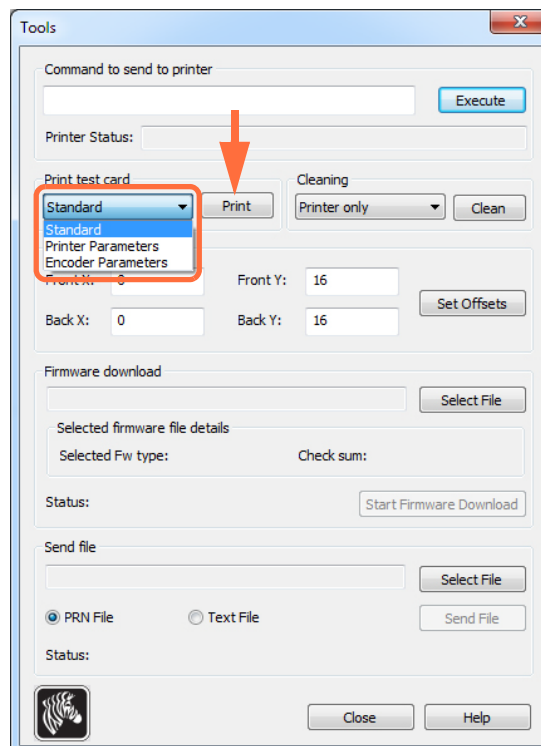 Tools
Command to send to printer
Execute
Printer Status:
Print test card
Cleaning
Standard
Print
Printer only
Clean
Standard
Printer Parameters
Encoder Parameters
0
Front Y:
16
Set Offsets
Back X:
0
Back Y:
16
Firmware download
Select File
Selected firmware file details
Selected Fw type:
Check sum:
Status:
Start Firmware Download
Send file
Select File
PRN File
Text File
Send File
Status:
Close
Help